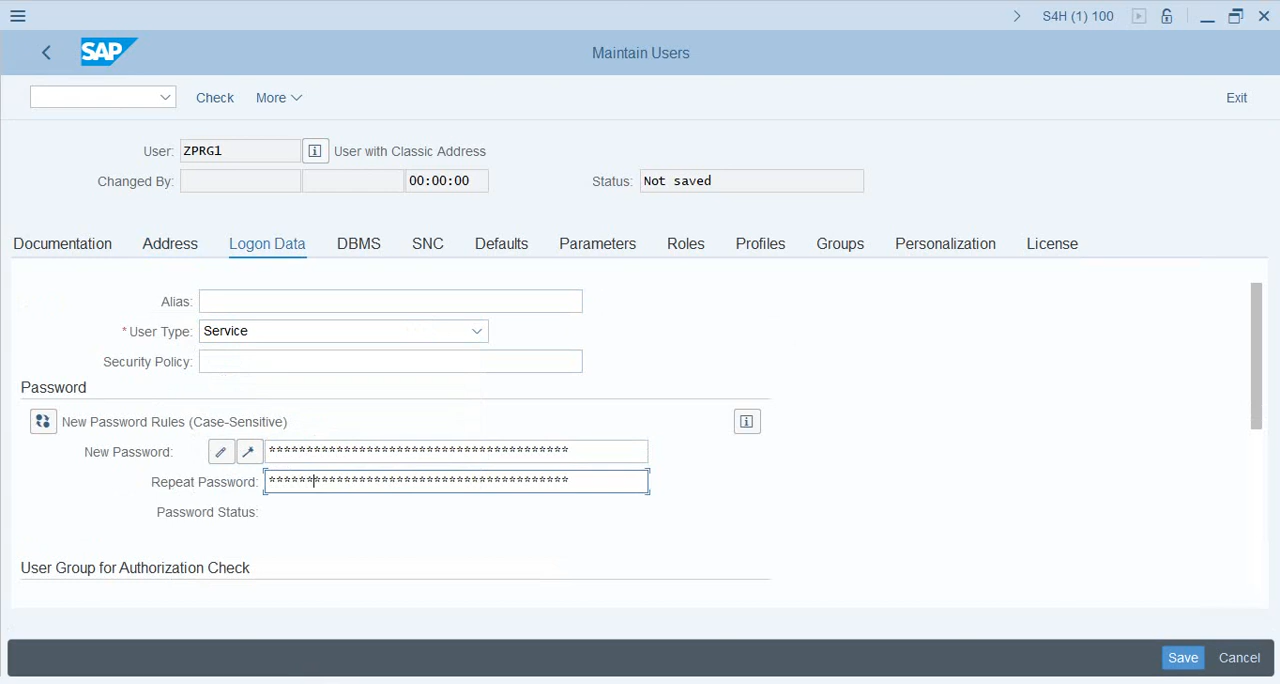 S4H (1) 100
SAP
Maintain Users
Check More Exit
User: ZPRG1 User with Classic Address
Changed By: 00:00:00 Status: Not saved
Documentation Address Logon Data DBMS SNC Defaults Parameters Roles Profiles Groups Personalization License
Alias:
* User Type: Service
Security Policy:
Password
New Password Rules (Case-Sensitive)
New Password: ****************************************
Repeat Password: ****************************************
Password Status:
User Group for Authorization Check
Save Cancel